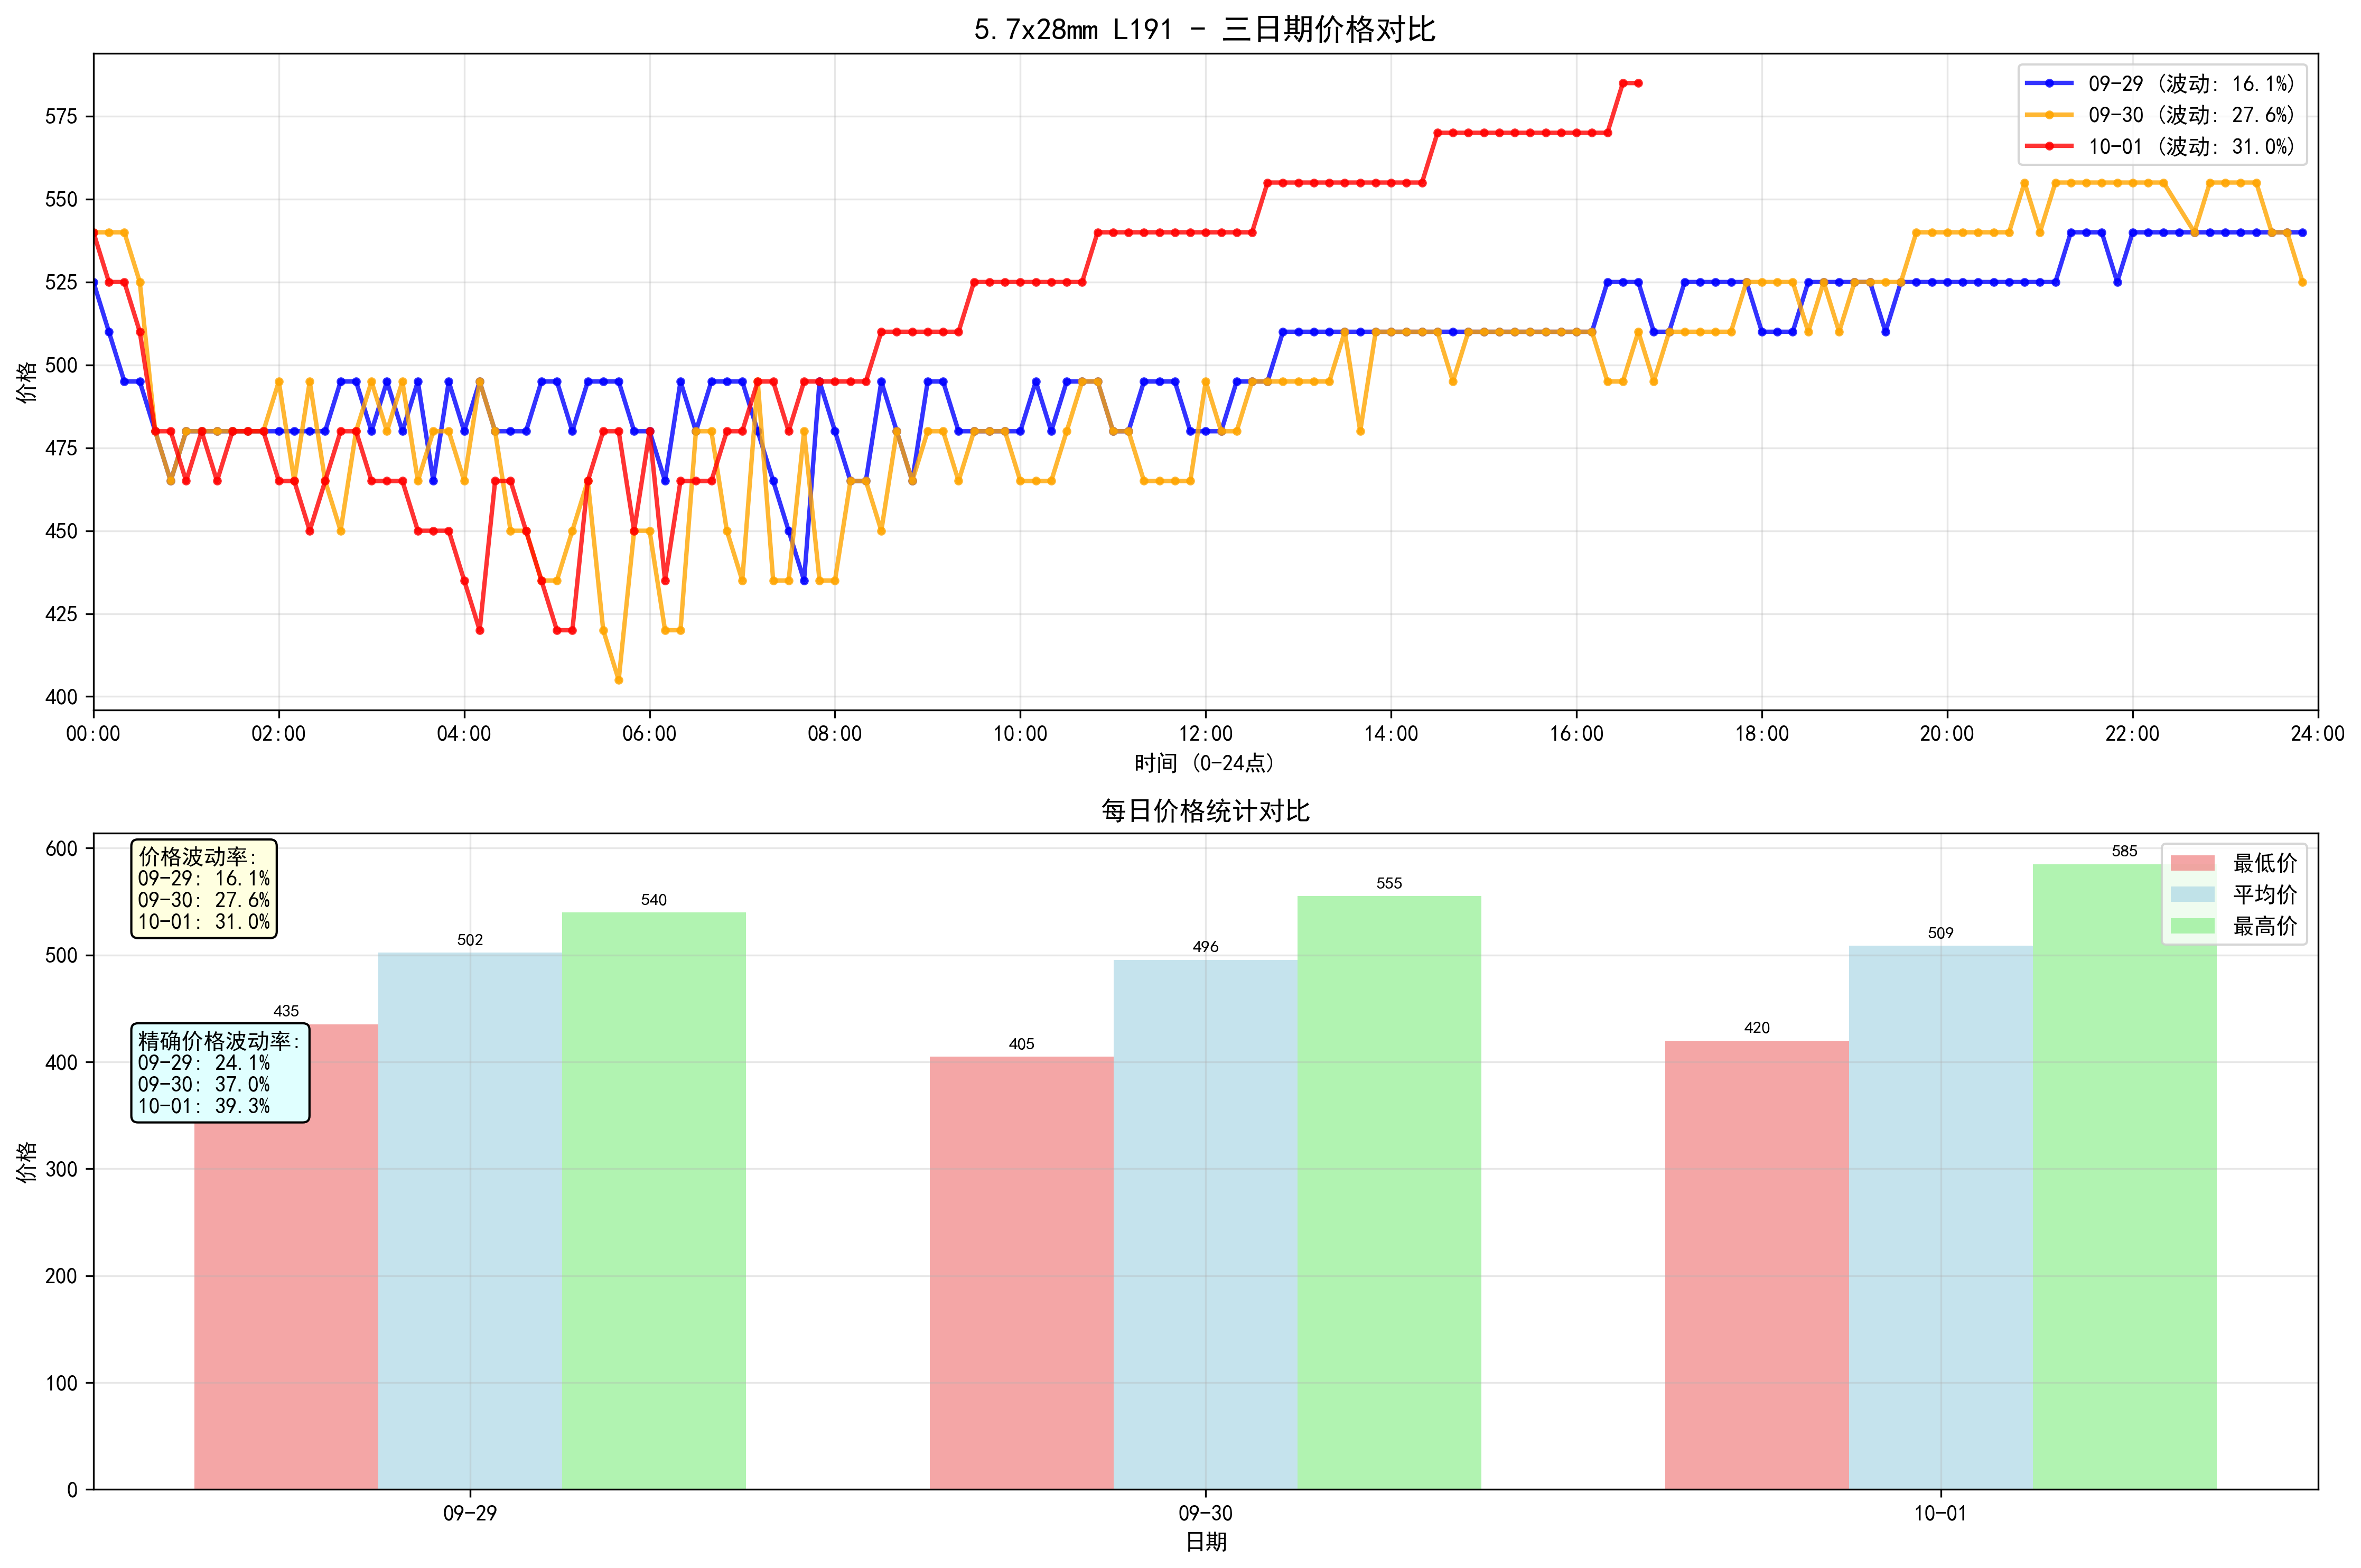 5.7x28mm L191 - 三日期价格对比
09-29 (波动: 16.1%)
09-30 (波动: 27.6%)
10-01 (波动: 31.0%)
价格
575
550
525
500
475
450
425
400
00:00 02:00 04:00 06:00 08:00 10:00 12:00 14:00 16:00 18:00 20:00 22:00 24:00
时间 (0-24点)
每日价格统计对比
价格波动率:
09-29: 16.1%
09-30: 27.6%
10-01: 31.0%
精确价格波动率:
09-29: 24.1%
09-30: 37.0%
10-01: 39.3%
最低价
平均价
最高价
435 502 540
405 496 555
420 509 585
价格
600
500
400
300
200
100
0
09-29 09-30 10-01
日期